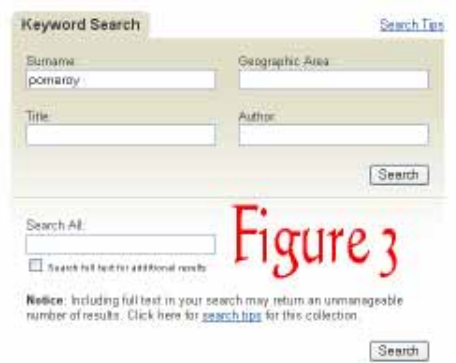 Keyword Search Search Tips
Surname Geographic Area
pomeroy
Title: Author:
Search
Search All:
Search full text for additional results
Figure 3
Notice: Including full text in your search may return an unmanageable
number of results. Click here for search tips for this collection.
Search